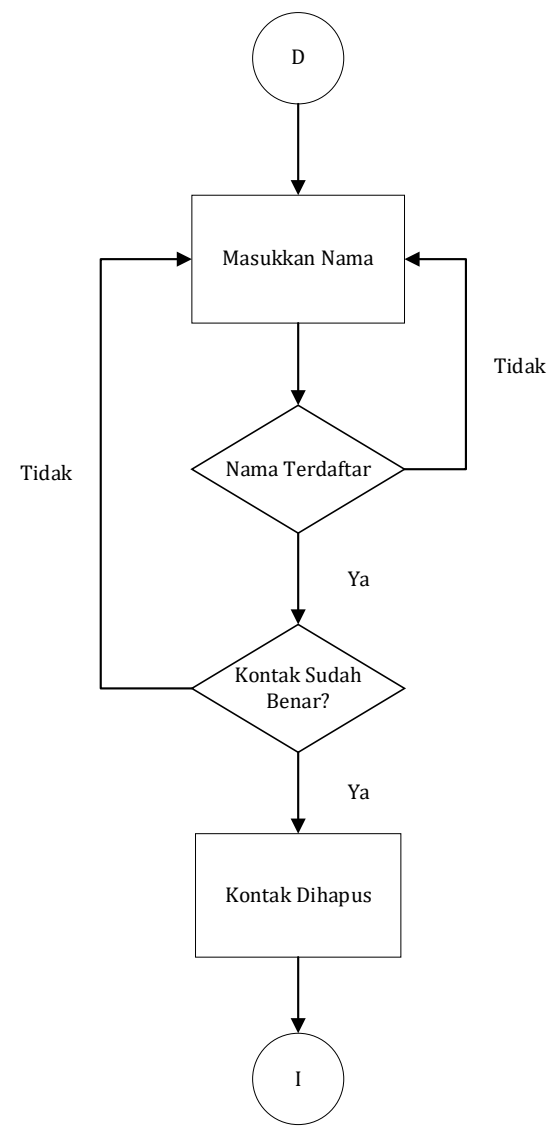 D
Masukkan Nama
Tidak
Nama Terdaftar
Tidak
Ya
Kontak Sudah
Benar?
Ya
Kontak Dihapus
I